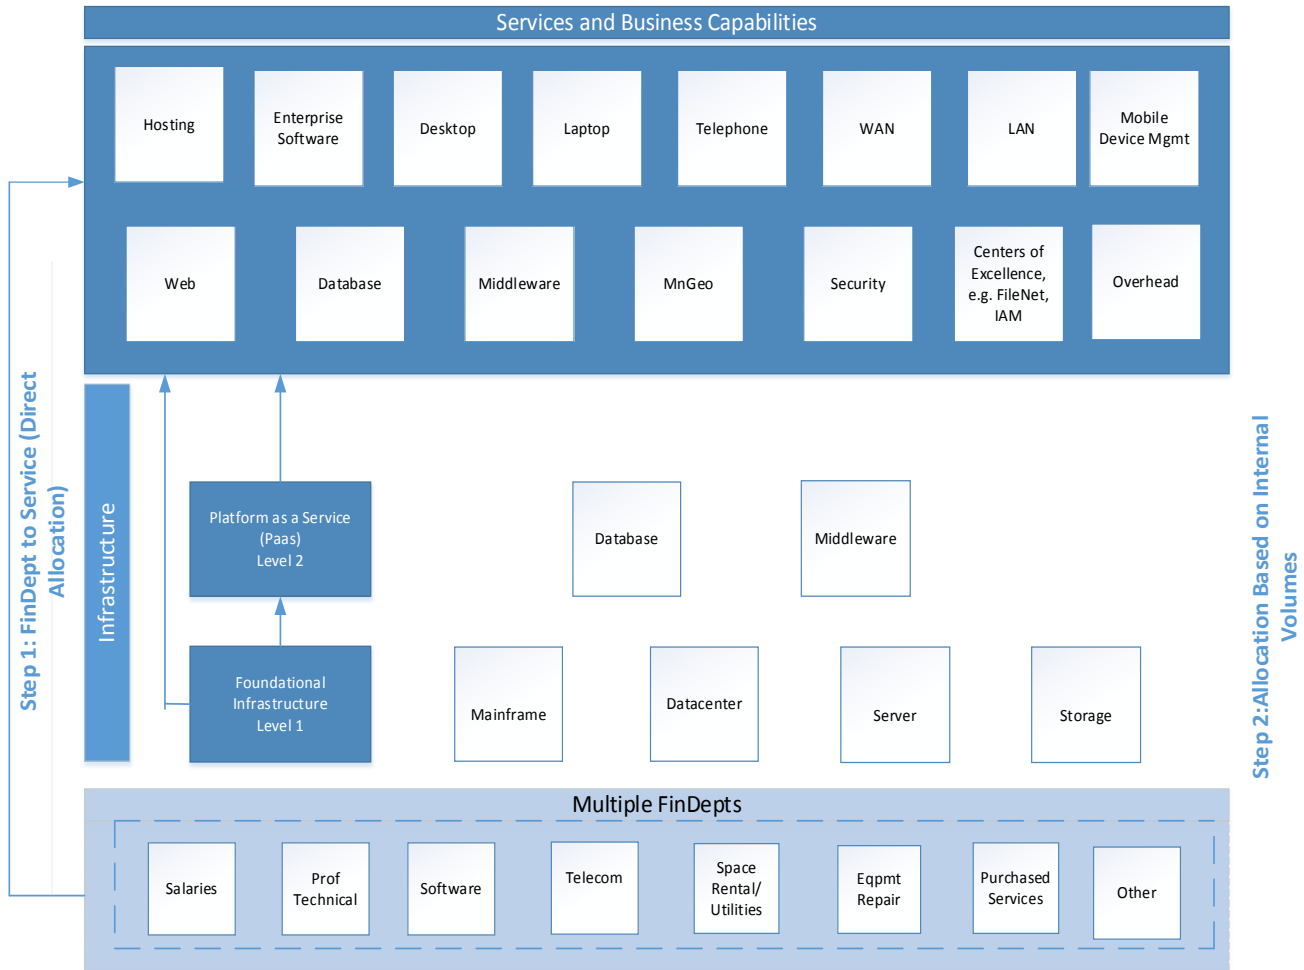 Services and Business Capabilities
Hosting
Enterprise
Software
Desktop
Laptop
Telephone
WAN
LAN
Mobile
Device Mgmt
Web
Database
Middleware
MnGeo
Security
Centers of
Excellence,
e.g. FileNet,
IAM
Overhead
Step 1: FinDept to Service (Direct
Allocation)
Infrastructure
Platform as a Service
(Paas)
Level 2
Database
Middleware
Foundational
Infrastructure
Level 1
Mainframe
Datacenter
Server
Storage
Step 2:Allocation Based on Internal
Volumes
Multiple FinDepts
Salaries
Prof
Technical
Software
Telecom
Space
Rental/
Utilities
Eqpmt
Repair
Purchased
Services
Other